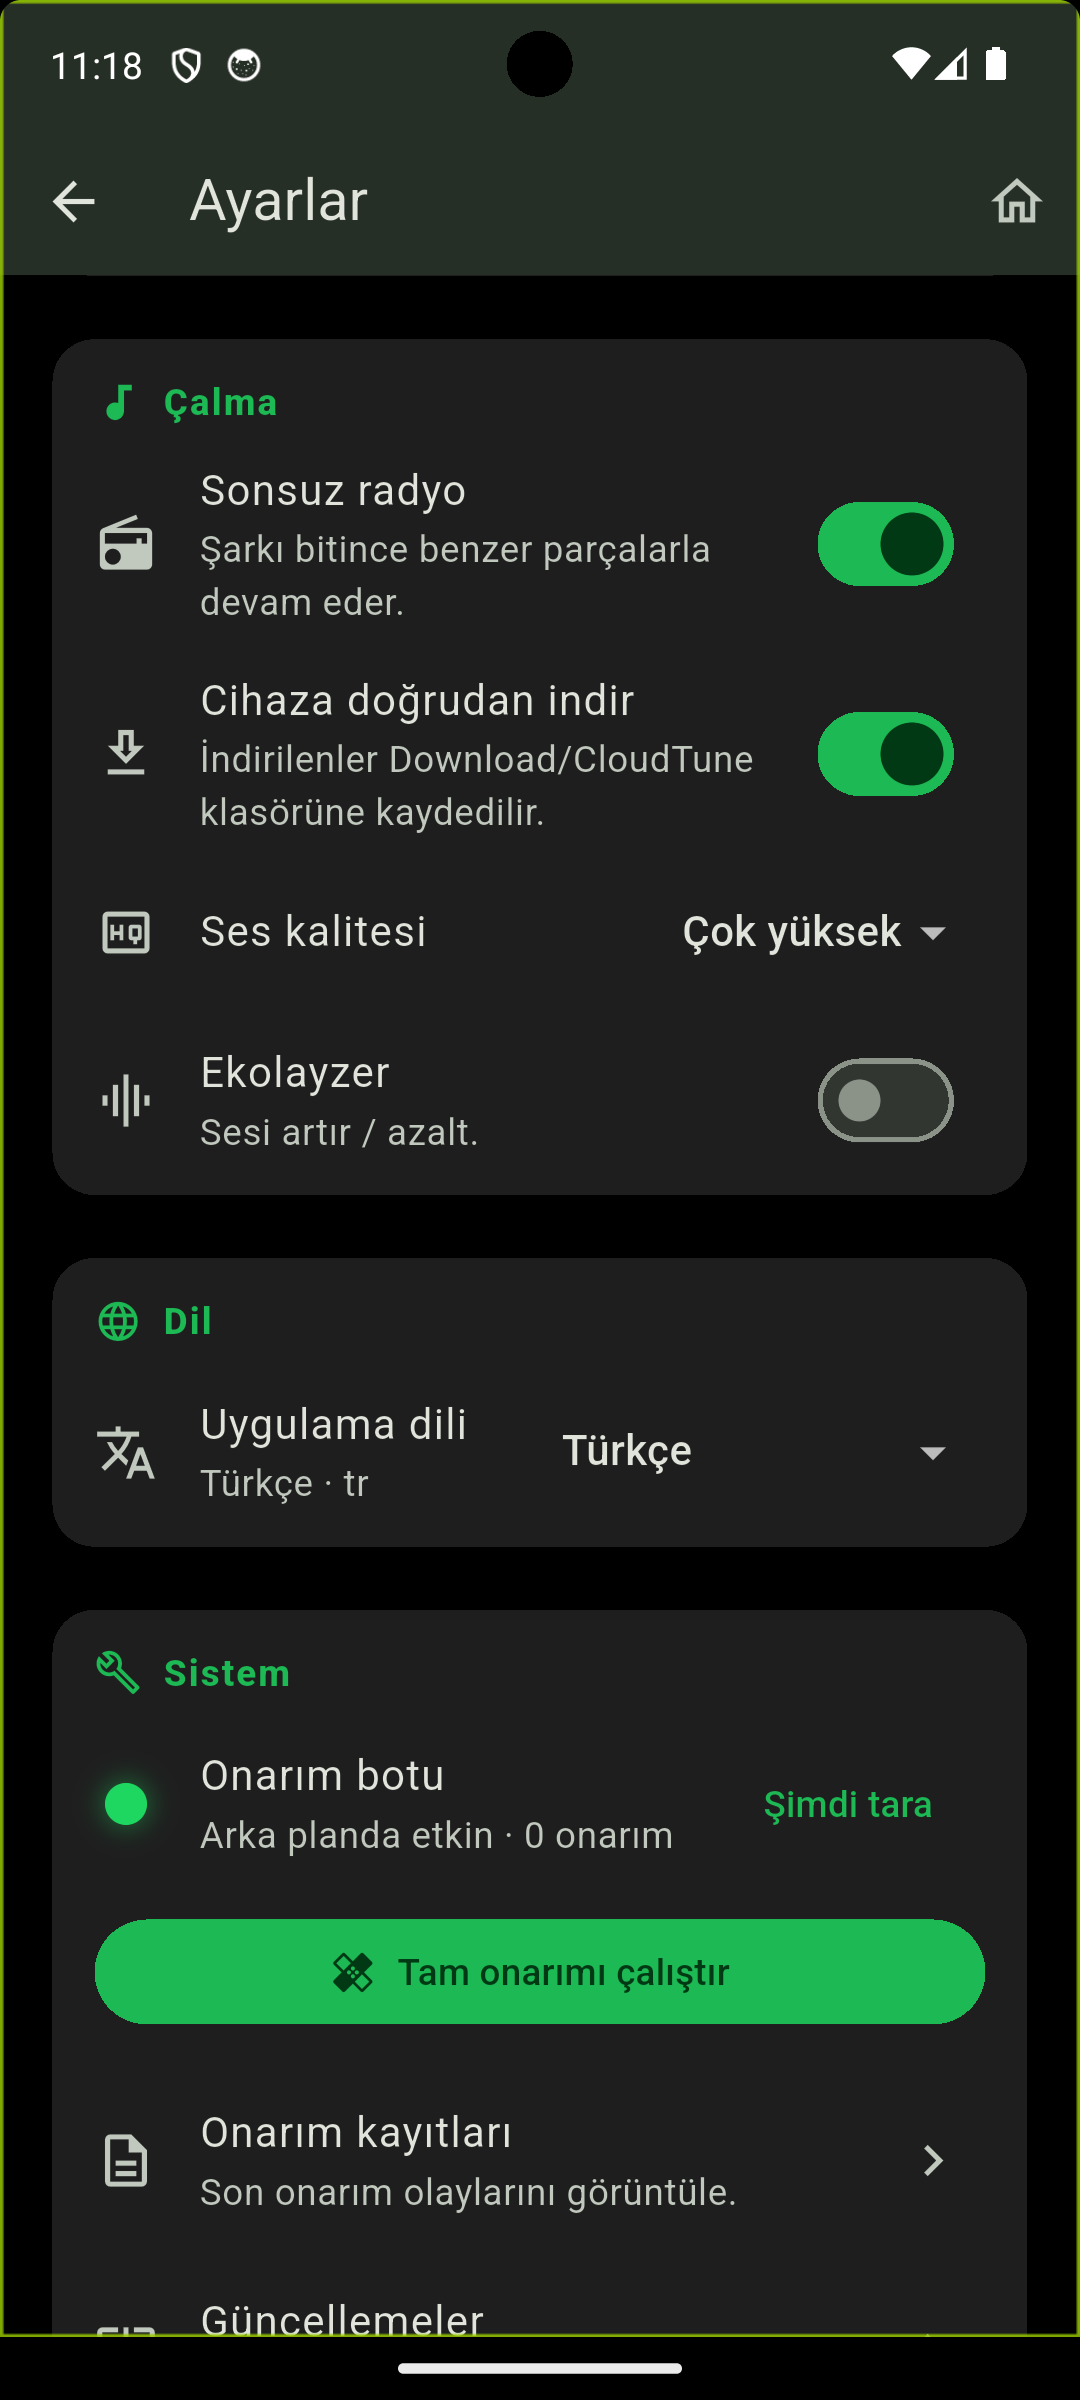 11:18
Ayarlar
Çalma
Sonsuz radyo
Şarkı bitince benzer parçalarla
devam eder.
Cihaza doğrudan indir
İndirilenler Download/CloudTune
klasörüne kaydedilir.
HQ
Ses kalitesi
Çok yüksek
Ekolayzer
Sesi artır / azalt.
Dil
Uygulama dili
Türkçe · tr
Türkçe
Sistem
Onarım botu
Arka planda etkin · 0 onarım
Şimdi tara
Tam onarımı çalıştır
Onarım kayıtları
Son onarım olaylarını görüntüle.
Güncellemeler